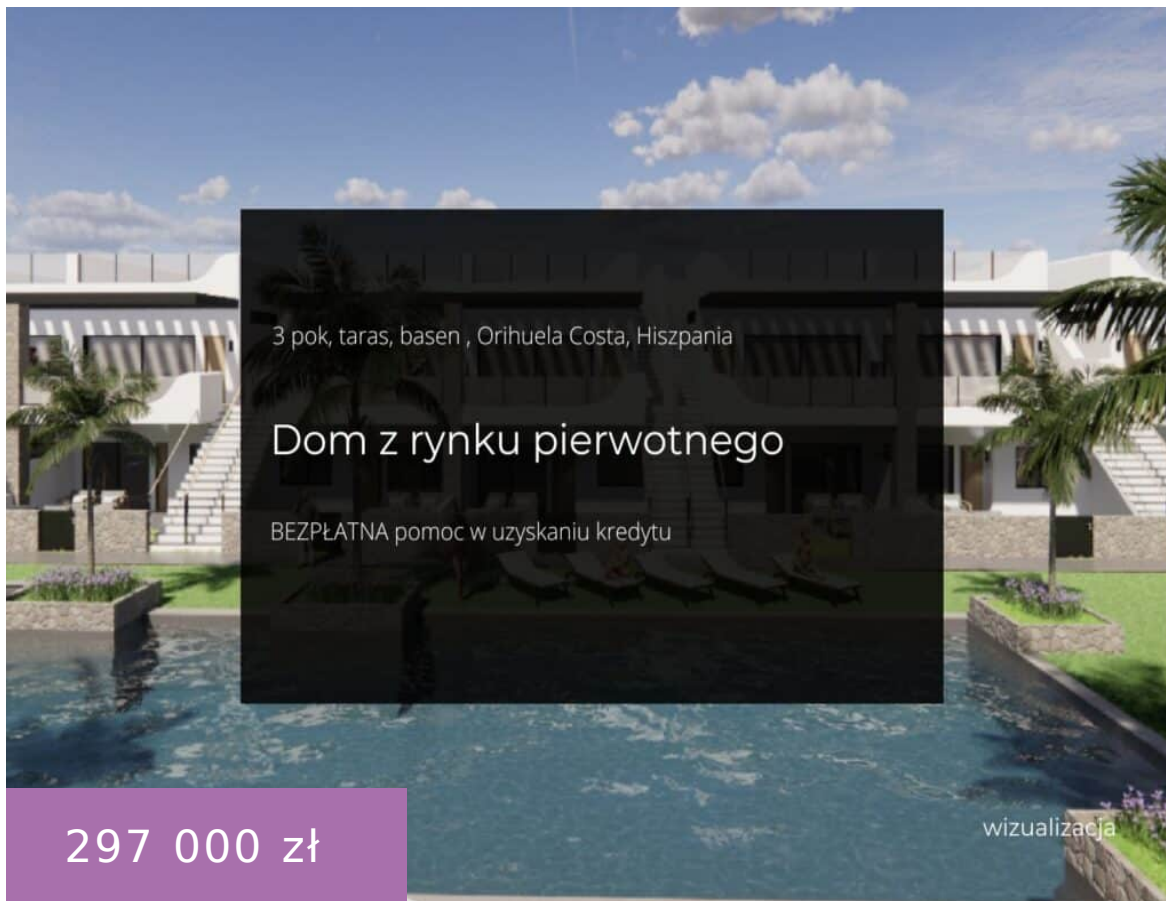 3 pok, taras, basen , Orihuela Costa, Hiszpania
Dom z rynku pierwotnego
BEZPŁATNA pomoc w uzyskaniu kredytu
wizualizacja
297 000 zł